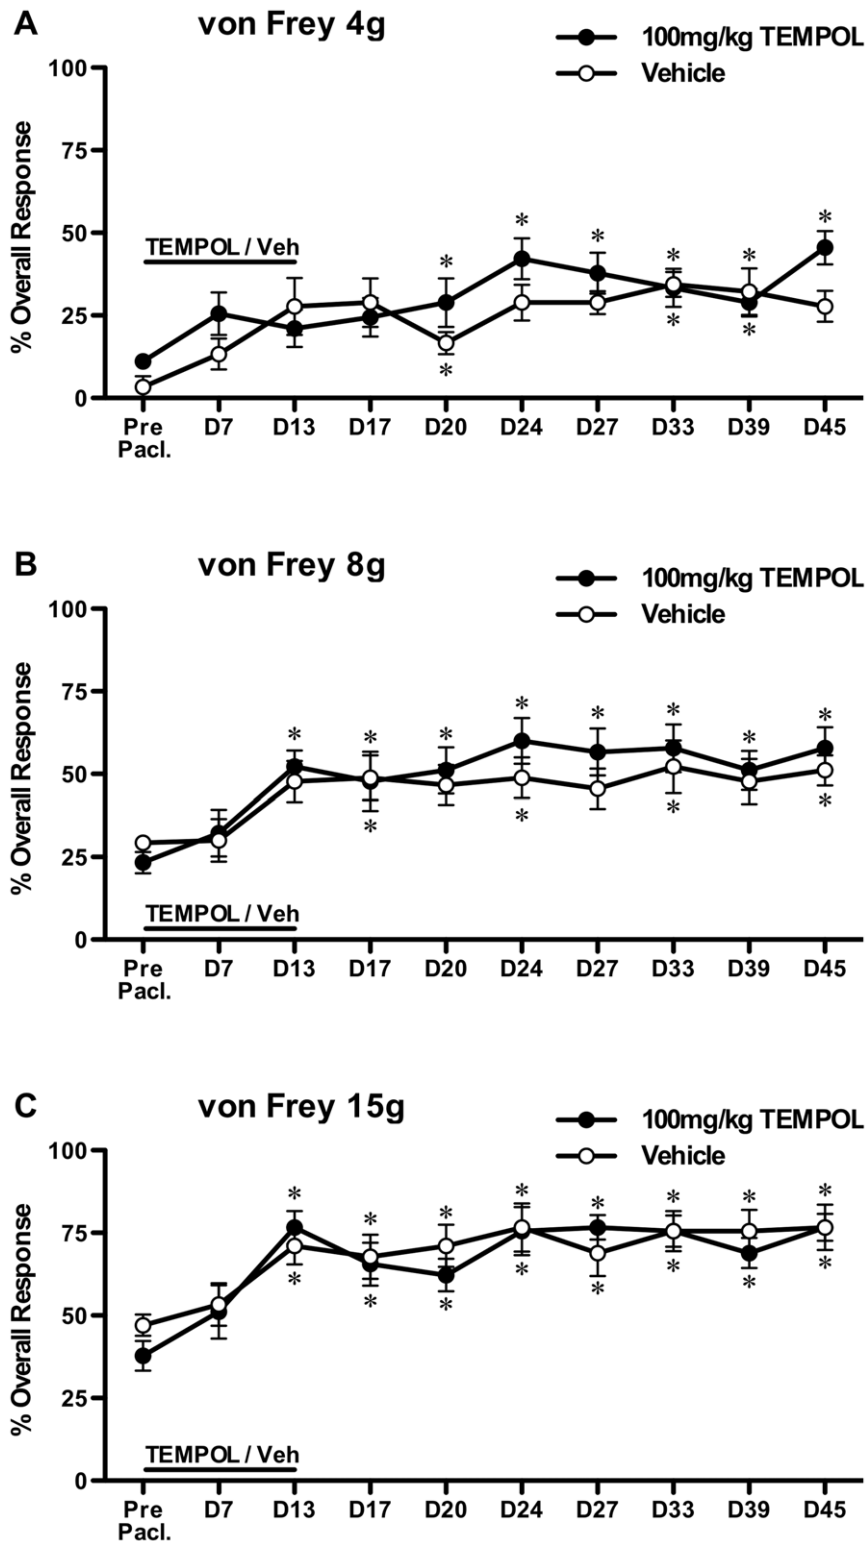 A von Frey 4g
100mg/kg TEMPOL
Vehicle
% Overall Response
100
75
50
25
0
TEMPOL / Veh
* * * * * *
* * *
Pre Pacl. D7 D13 D17 D20 D24 D27 D33 D39 D45
B von Frey 8g
100mg/kg TEMPOL
Vehicle
% Overall Response
100
75
50
25
0
* * * * * * * *
* * * *
TEMPOL / Veh
Pre Pacl. D7 D13 D17 D20 D24 D27 D33 D39 D45
C von Frey 15g
100mg/kg TEMPOL
Vehicle
% Overall Response
100
75
50
25
0
* * * * * * * *
* * * * * * * *
TEMPOL / Veh
Pre Pacl. D7 D13 D17 D20 D24 D27 D33 D39 D45